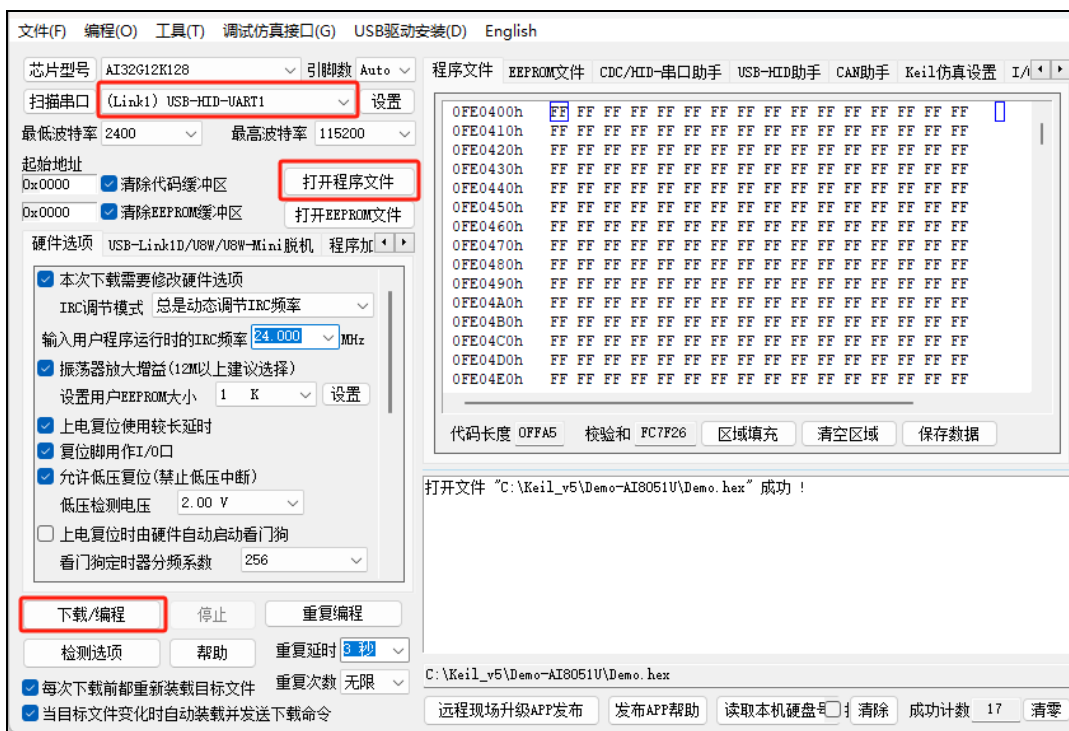 文件(F) 编程(O) 工具(T) 调试仿真接口(G) USB驱动安装(D) English
芯片型号 AI32G12K128 引脚数 Auto
扫描串口 (Link1) USB-HID-UART1 设置
最低波特率 2400 最高波特率 115200
起始地址
0x0000 清除代码缓冲区 打开程序文件
0x0000 清除EEPROM缓冲区 打开EEPROM文件
硬件选项 USB-Link1D/U8W/U8W-Mini脱机 程序加
本次下载需要修改硬件选项
IRC调节模式 总是动态调节IRC频率
输入用户程序运行时的IRC频率 24.000 MHz
振荡器放大增益(12M以上建议选择)
设置用户EEPROM大小 1 K 设置
上电复位使用较长延时
复位脚用作I/O口
允许低压复位(禁止低压中断)
低压检测电压 2.00 V
上电复位时由硬件自动启动看门狗
看门狗定时器分频系数 256
下载/编程 停止 重复编程
检测选项 帮助 重复延时 3 秒
每次下载前都重新装载目标文件 重复次数 无限
当目标文件变化时自动装载并发送下载命令
程序文件 EEPROM文件 CDC/HID-串口助手 USB-HID助手 CAN助手 Keil仿真设置 I/
0FE0400h FF FF FF FF FF FF FF FF FF FF FF FF FF FF FF FF
0FE0410h FF FF FF FF FF FF FF FF FF FF FF FF FF FF FF FF
0FE0420h FF FF FF FF FF FF FF FF FF FF FF FF FF FF FF FF
0FE0430h FF FF FF FF FF FF FF FF FF FF FF FF FF FF FF FF
0FE0440h FF FF FF FF FF FF FF FF FF FF FF FF FF FF FF FF
0FE0450h FF FF FF FF FF FF FF FF FF FF FF FF FF FF FF FF
0FE0460h FF FF FF FF FF FF FF FF FF FF FF FF FF FF FF FF
0FE0470h FF FF FF FF FF FF FF FF FF FF FF FF FF FF FF FF
0FE0480h FF FF FF FF FF FF FF FF FF FF FF FF FF FF FF FF
0FE0490h FF FF FF FF FF FF FF FF FF FF FF FF FF FF FF FF
0FE04A0h FF FF FF FF FF FF FF FF FF FF FF FF FF FF FF FF
0FE04B0h FF FF FF FF FF FF FF FF FF FF FF FF FF FF FF FF
0FE04C0h FF FF FF FF FF FF FF FF FF FF FF FF FF FF FF FF
0FE04D0h FF FF FF FF FF FF FF FF FF FF FF FF FF FF FF FF
0FE04E0h FF FF FF FF FF FF FF FF FF FF FF FF FF FF FF FF
代码长度 0FFA5 校验和 FC7F26 区域填充 清空区域 保存数据
打开文件 "C:\Keil_v5\Demo-AI8051U\Demo.hex" 成功 !
C:\Keil_v5\Demo-AI8051U\Demo.hex
远程现场升级APP发布 发布APP帮助 读取本机硬盘号 清除 成功计数 17 清零